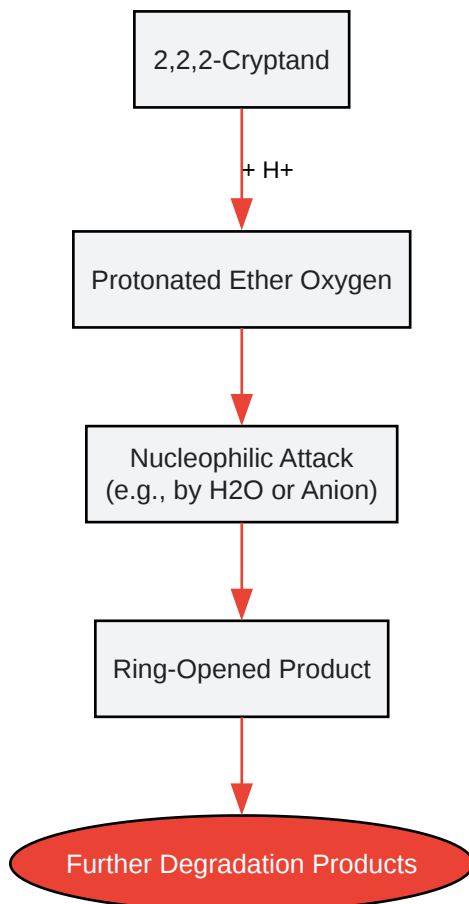 2,2,2-Cryptand
+ H+
Protonated Ether Oxygen
Nucleophilic Attack
(e.g., by H2O or Anion)
Ring-Opened Product
Further Degradation Products